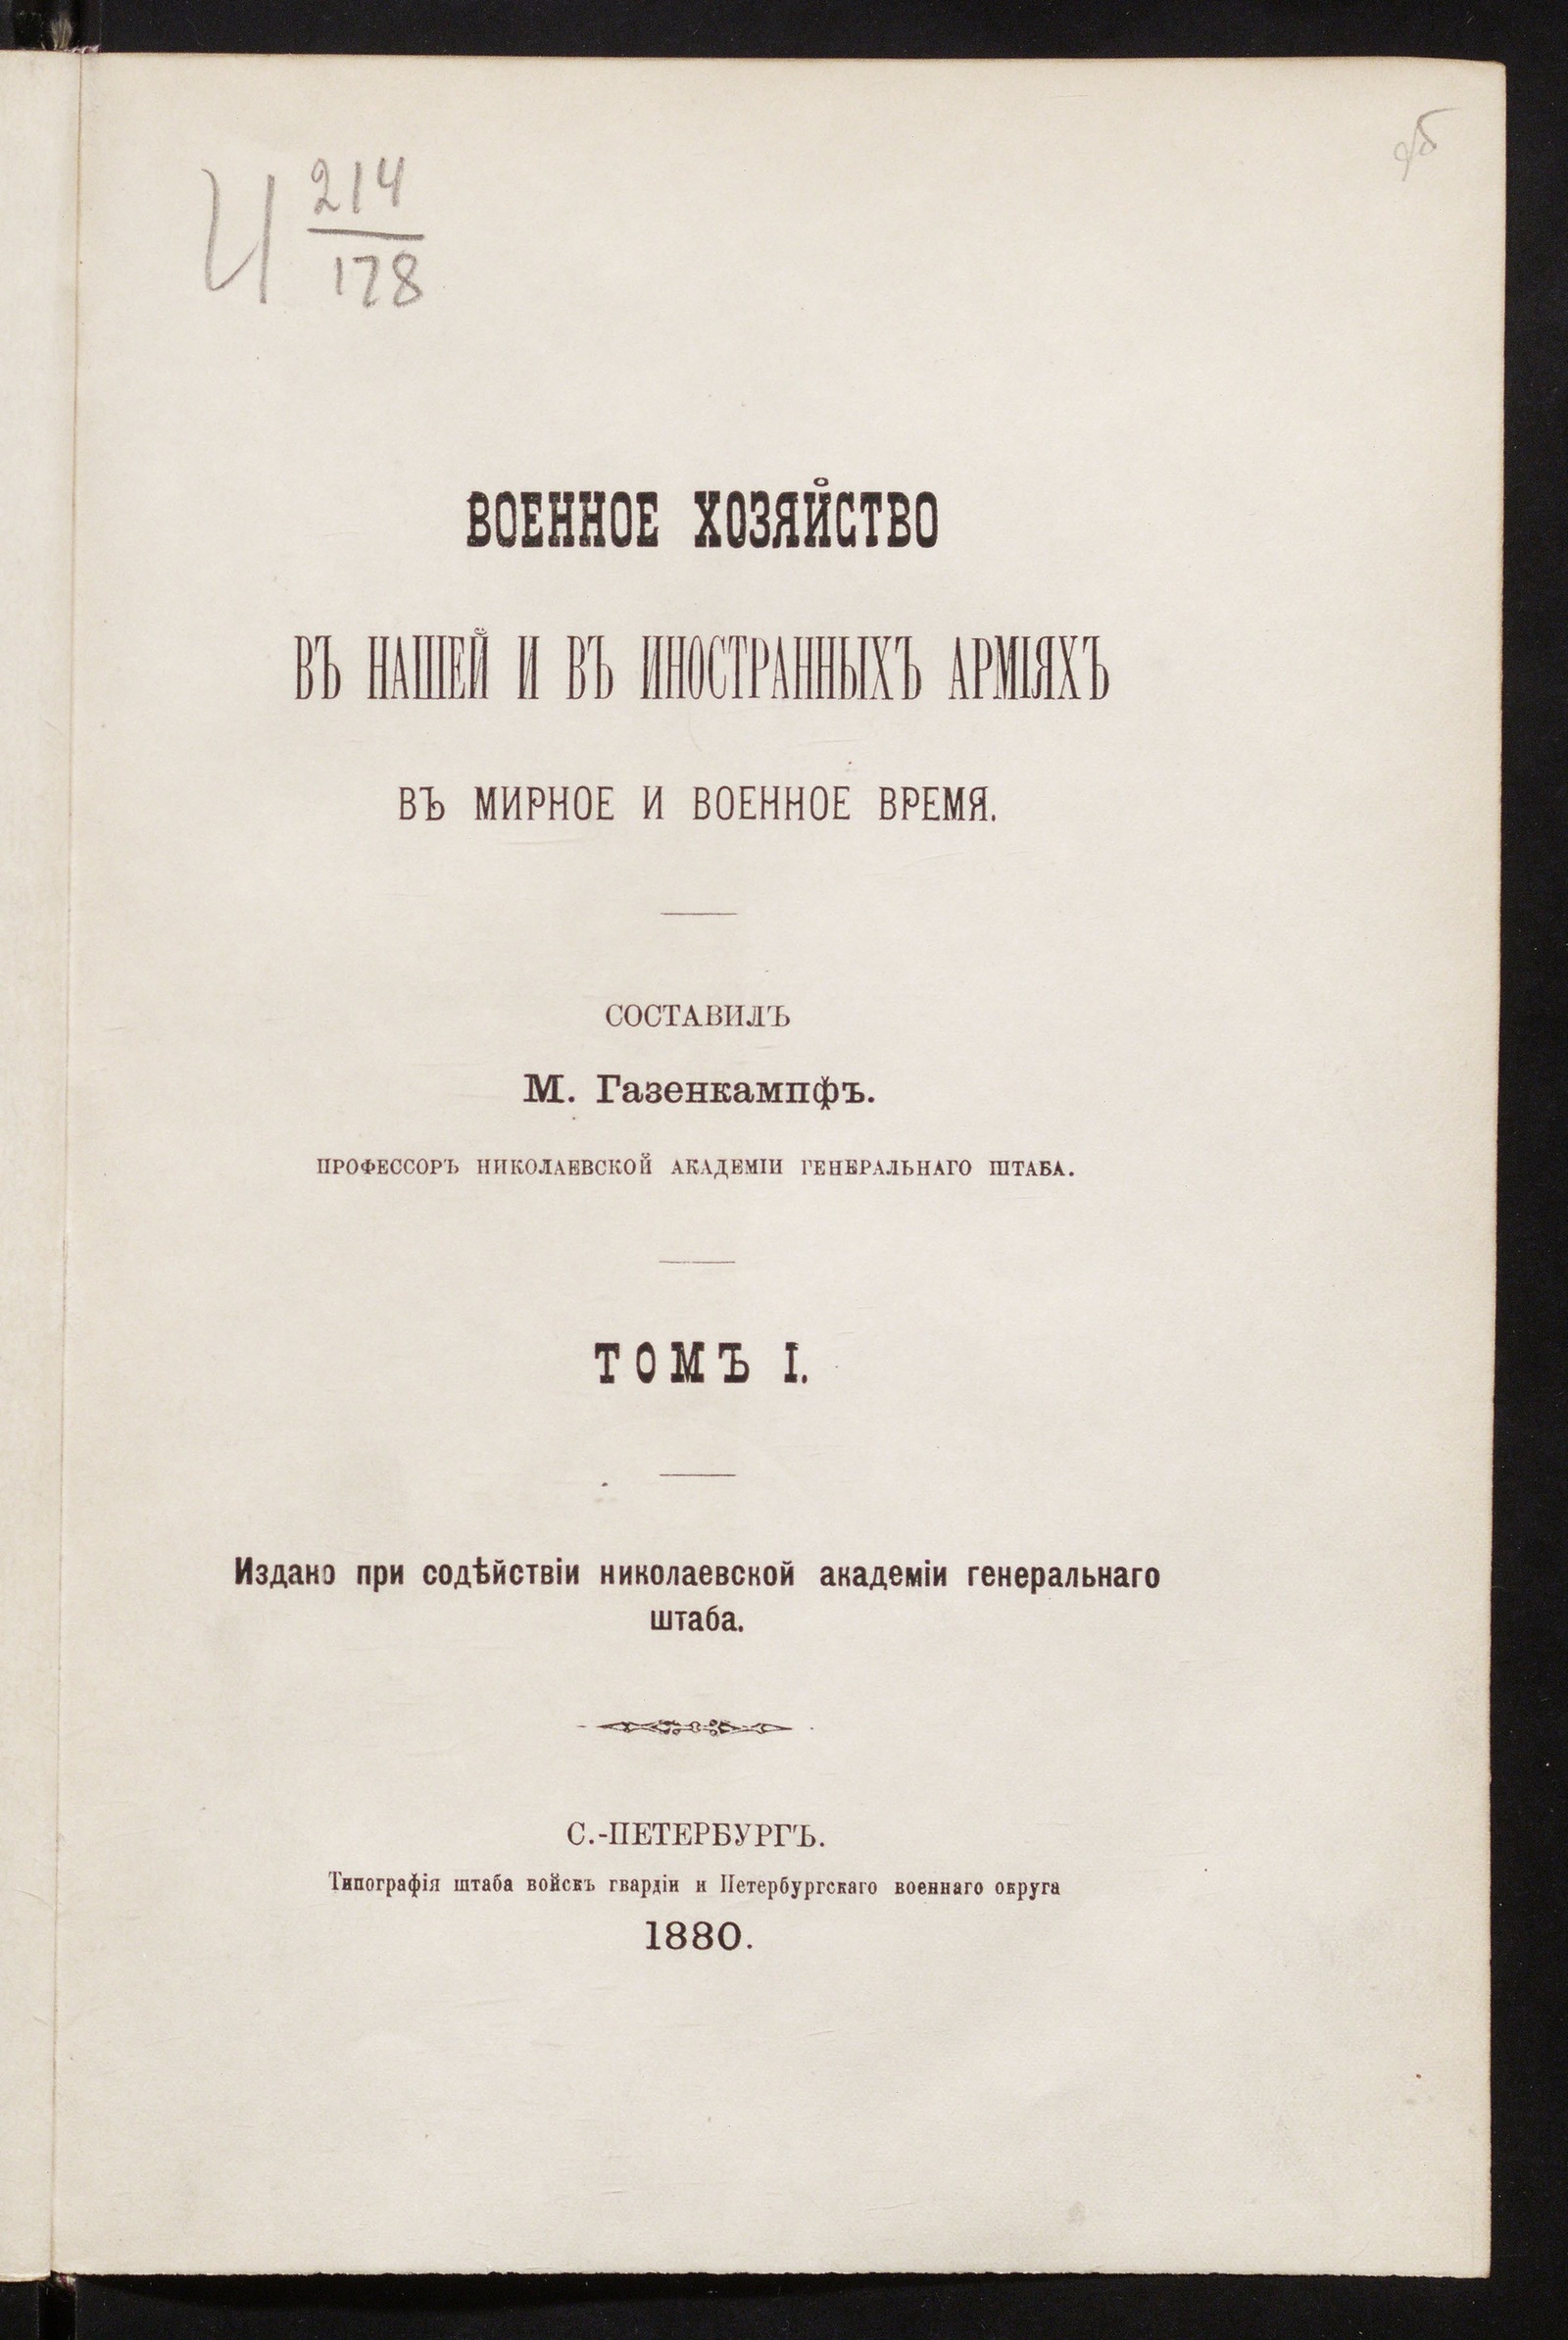 214
178
ВОЕННОЕ ХОЗЯЙСТВО
ВЪ НАШЕЙ И ВЪ ИНОСТРАННЫХЪ АРМІЯХЪ
ВЪ МИРНОЕ И ВОЕННОЕ ВРЕМЯ.
СОСТАВИЛЪ
М. Газенкампфъ.
ПРОФЕССОРЪ НИКОЛАЕВСКОЙ АКАДЕМІИ ГЕНЕРАЛЬНАГО ШТАБА.
ТОМЪ I.
Издано при содѣйствіи николаевской академіи генеральнаго
штаба.
С.-ПЕТЕРБУРГЪ.
Типографія штаба войскъ гвардіи и Петербургскаго военнаго округа
1880.